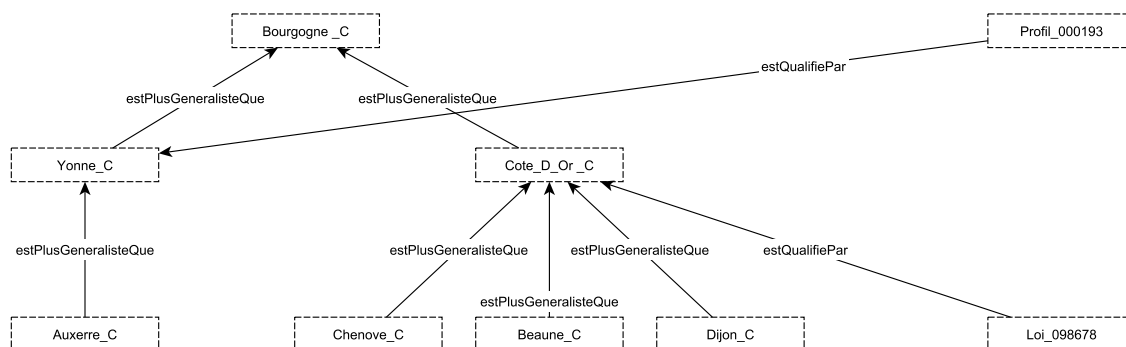 Bourgogne _C
Profil_000193
estQualifiePar
estPlusGeneralisteQue
estPlusGeneralisteQue
Yonne_C
Cote_D_Or _C
estPlusGeneralisteQue
estPlusGeneralisteQue
estPlusGeneralisteQue
estQualifiePar
estPlusGeneralisteQue
Auxerre_C
Chenove_C
Beaune_C
Dijon_C
Loi_098678